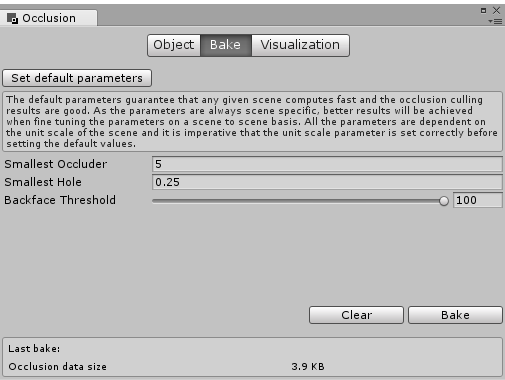 Occlusion
Object Bake Visualization
Set default parameters
The default parameters guarantee that any given scene computes fast and the occlusion culling
results are good. As the parameters are always scene specific, better results will be achieved
when fine tuning the parameters on a scene to scene basis. All the parameters are dependent on
the unit scale of the scene and it is imperative that the unit scale parameter is set correctly before
setting the default values.
Smallest Occluder 5
Smallest Hole 0.25
Backface Threshold 100
Clear Bake
Last bake:
Occlusion data size 3.9 KB